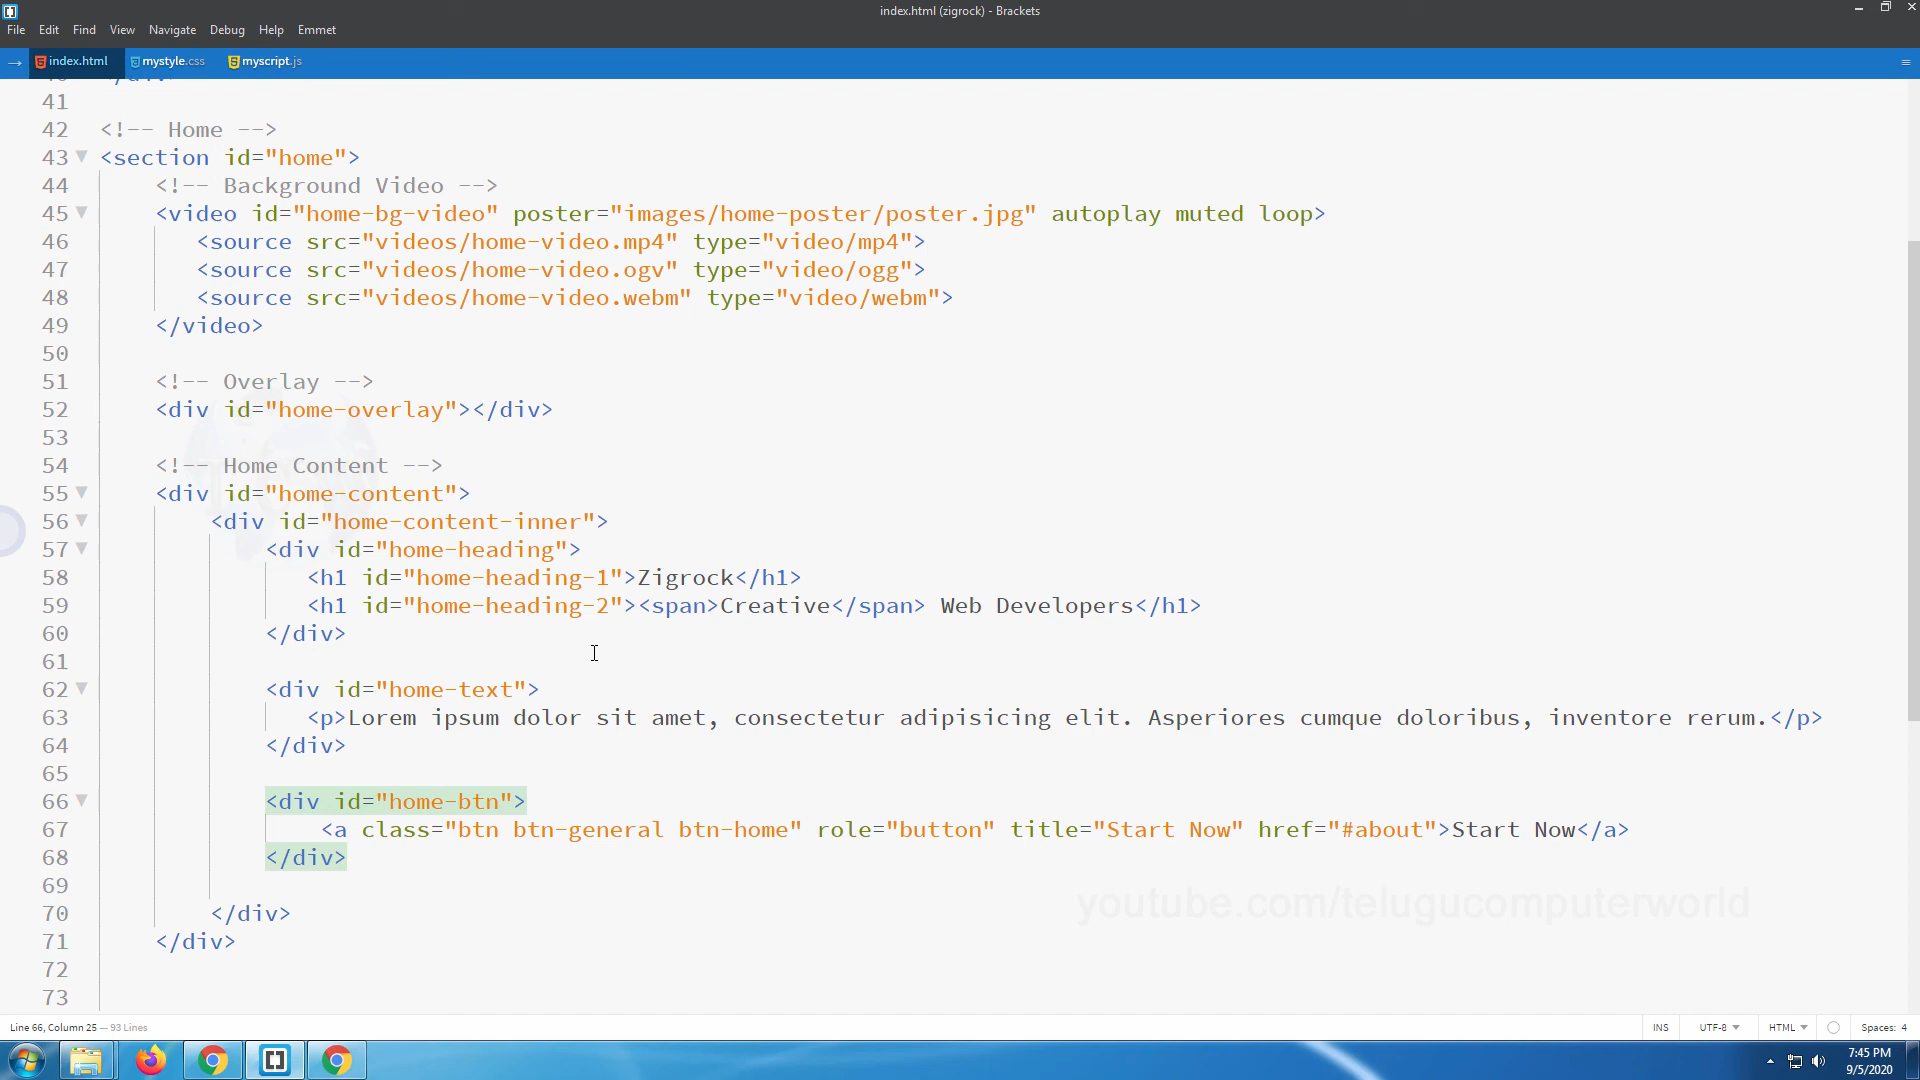 index.html (zigrock) - Brackets
File Edit Find View Navigate Debug Help Emmet
index.html mystyle.css myscript.js
41
42 <!-- Home -->
43 <section id="home">
44 <!-- Background Video -->
45 <video id="home-bg-video" poster="images/home-poster/poster.jpg" autoplay muted loop>
46 <source src="videos/home-video.mp4" type="video/mp4">
47 <source src="videos/home-video.ogv" type="video/ogg">
48 <source src="videos/home-video.webm" type="video/webm">
49 </video>
50
51 <!-- Overlay -->
52 <div id="home-overlay"></div>
53
54 <!-- Home Content -->
55 <div id="home-content">
56 <div id="home-content-inner">
57 <div id="home-heading">
58 <h1 id="home-heading-1">Zigrock</h1>
59 <h1 id="home-heading-2"><span>Creative</span> Web Developers</h1>
60 </div>
61
62 <div id="home-text">
63 <p>Lorem ipsum dolor sit amet, consectetur adipisicing elit. Asperiores cumque doloribus, inventore rerum.</p>
64 </div>
65
66 <div id="home-btn">
67 <a class="btn btn-general btn-home" role="button" title="Start Now" href="#about">Start Now</a>
68 </div>
69
youtube.com/telugucomputerworld
70 </div>
71 </div>
72
73
Line 66, Column 25 — 93 Lines
INS UTF-8 HTML Spaces: 4
7:45 PM
9/5/2020